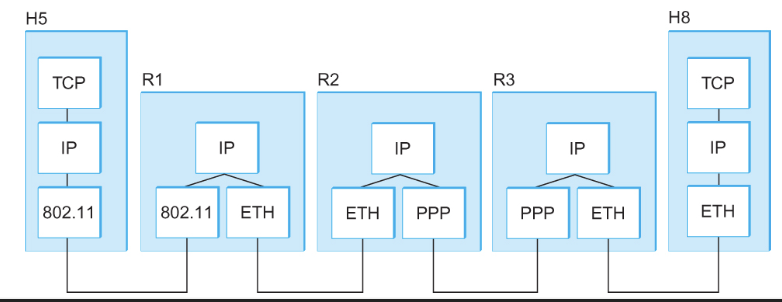 H5
H8
TCP
R1
R2
R3
TCP
IP
IP
IP
IP
IP
802.11
802.11
ETH
ETH
PPP
PPP
ETH
ETH